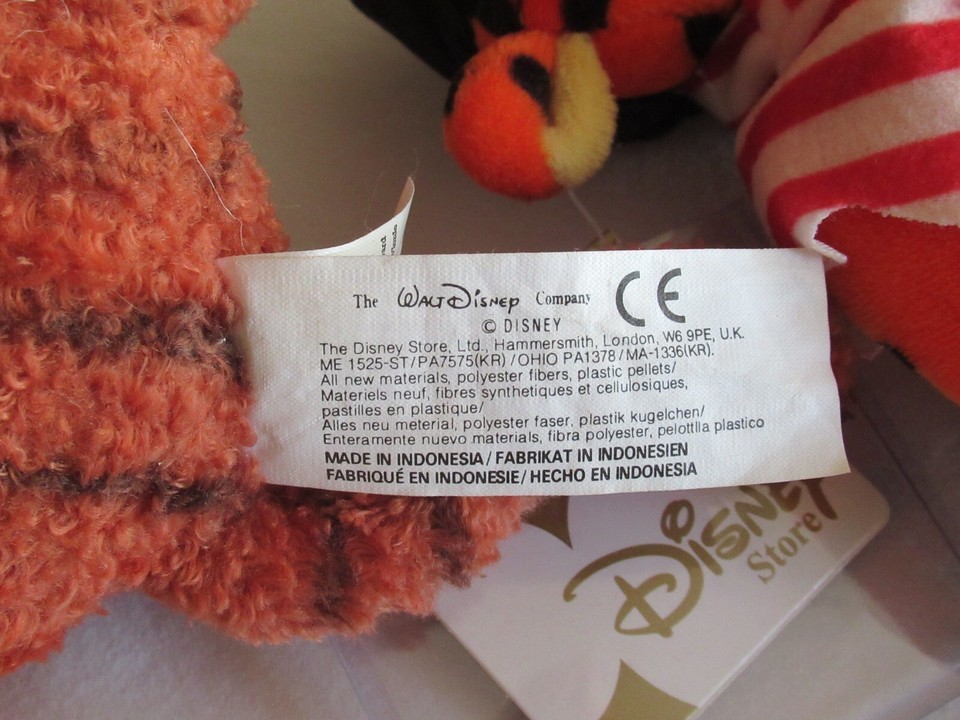 The WALT DISNEP Company CE
© DISNEY
The Disney Store, Ltd., Hammersmith, London, W6 9PE, U.K.
ME 1525-ST/PA7575(KR)/OHIO PA1378/MA-1336(KR).
All new materials, polyester fibers, plastic pellets/
Materiels neuf, fibres synthetiques et cellulosiques,
pastilles en plastique/
Alles neu meterial, polyester faser, plastik kugelchen/
Enteramente nuevo materials, fibra polyester, pelotlla plastico
MADE IN INDONESIA/FABRIKAT IN INDONESIEN
FABRIQUÉ EN INDONESIE/HECHO EN INDONESIA
DISNEY
Store